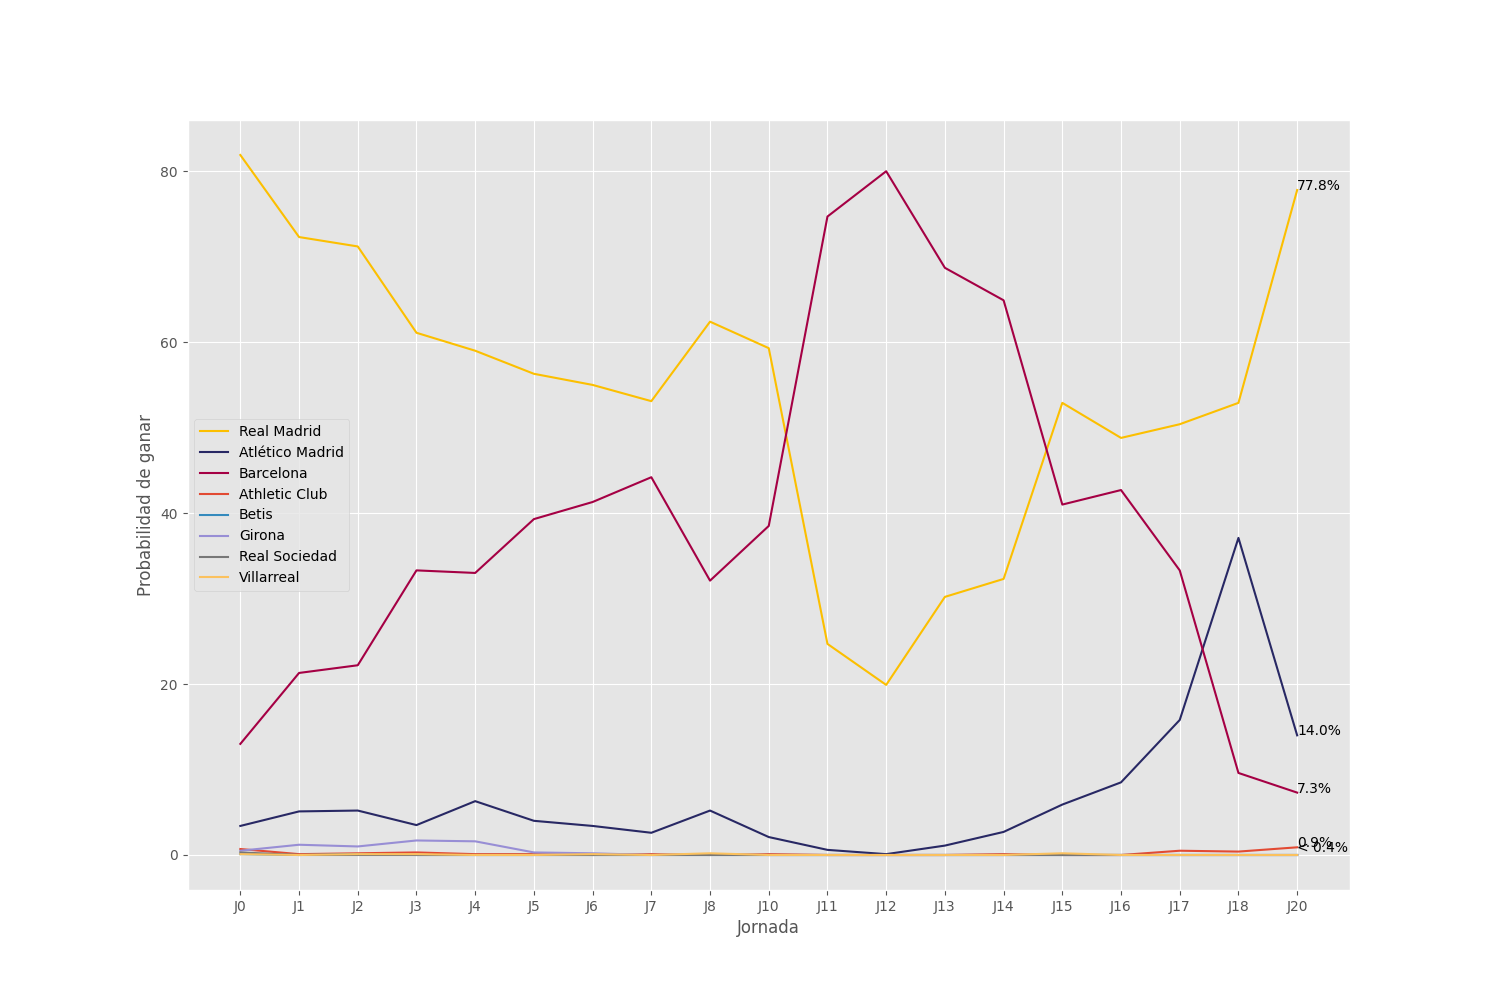 80
60
40
20
0
Probabilidad de ganar
Real Madrid
Atlético Madrid
Barcelona
Athletic Club
Betis
Girona
Real Sociedad
Villarreal
77.8%
14.0%
7.3%
0.9%
< 0.4%
J0 J1 J2 J3 J4 J5 J6 J7 J8 J10 J11 J12 J13 J14 J15 J16 J17 J18 J20
Jornada